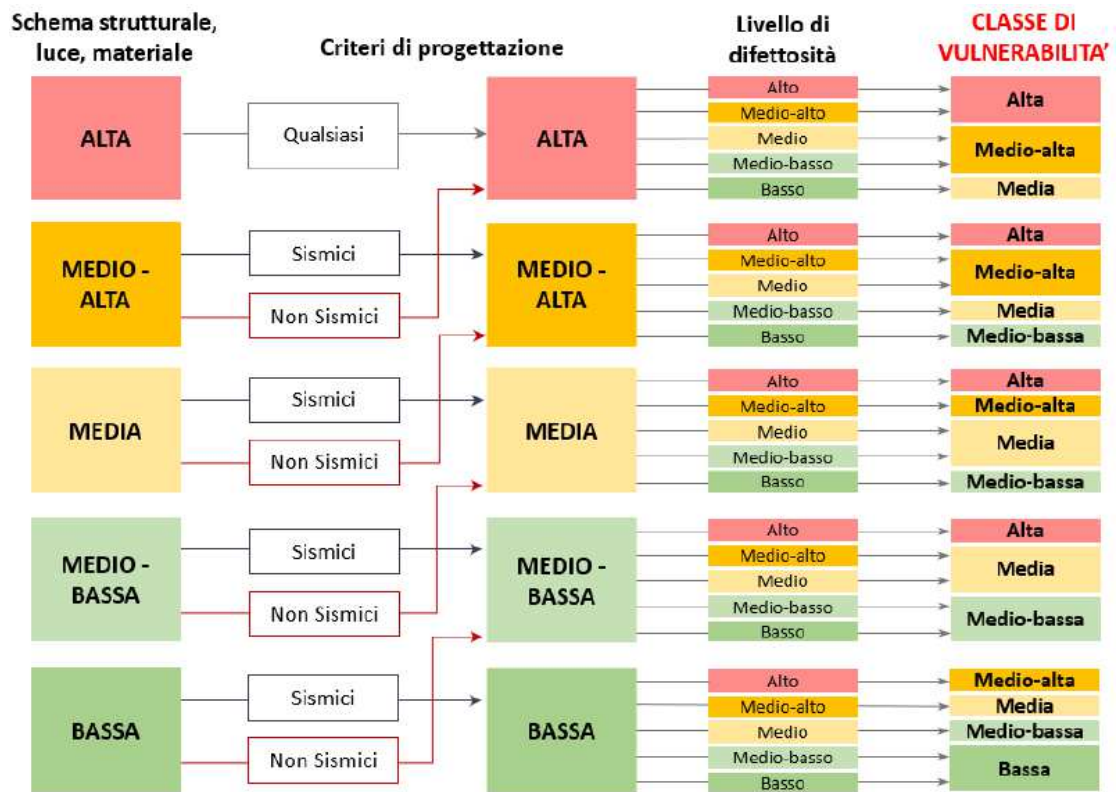 Schema strutturale,
luce, materiale
Criteri di progettazione
Livello di
difettosità
CLASSE DI
VULNERABILITA'
ALTA
Qualsiasi
ALTA
Alto
Medio-alto
Medio
Medio-basso
Basso
Alta
Medio-alta
Media
MEDIO -
ALTA
Sismici
Non Sismici
MEDIO -
ALTA
Alto
Medio-alto
Medio
Medio-basso
Basso
Alta
Medio-alta
Media
Medio-bassa
MEDIA
Sismici
Non Sismici
MEDIA
Alto
Medio-alto
Medio
Medio-basso
Basso
Alta
Medio-alta
Media
Medio-bassa
MEDIO -
BASSA
Sismici
Non Sismici
MEDIO -
BASSA
Alto
Medio-alto
Medio
Medio-basso
Basso
Alta
Media
Medio-bassa
BASSA
Sismici
Non Sismici
BASSA
Alto
Medio-alto
Medio
Medio-basso
Basso
Medio-alta
Media
Medio-bassa
Bassa